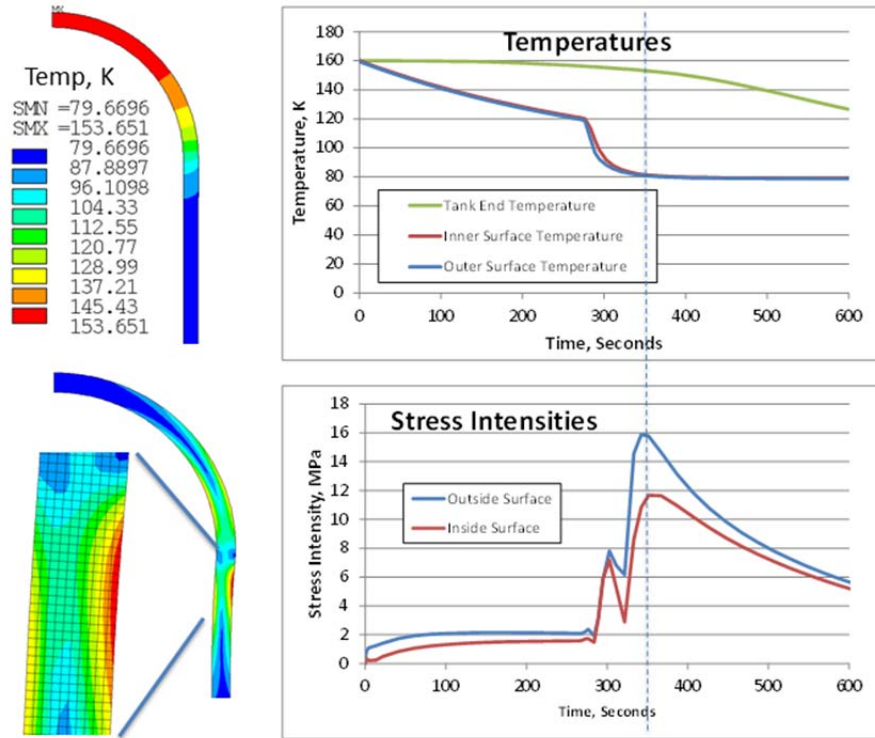 MX
Temp, K
SMN =79.6696
SMX =153.651
79.6696
87.8897
96.1098
104.33
112.55
120.77
128.99
137.21
145.43
153.651
Temperatures
Temperature, K
180
160
140
120
100
80
60
40
20
0
Tank End Temperature
Inner Surface Temperature
Outer Surface Temperature
0 100 200 300 400 500 600
Time, Seconds
Stress Intensities
Stress Intensity, MPa
18
16
14
12
10
8
6
4
2
0
Outside Surface
Inside Surface
0 100 200 300 400 500 600
Time, Seconds